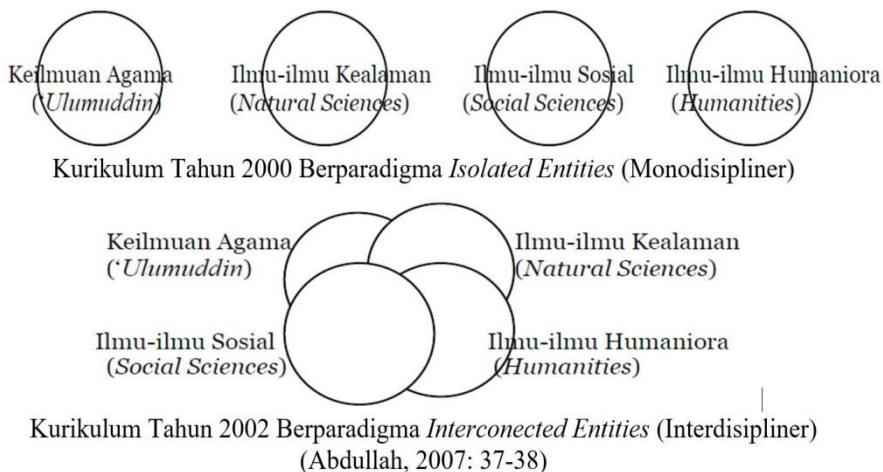 Keilmuan Agama Ilmu-ilmu Kealaman Ilmu-ilmu Sosial Ilmu-ilmu Humaniora
(‘Ulumuddin) (Natural Sciences) (Social Sciences) (Humanities)
Kurikulum Tahun 2000 Berparadigma Isolated Entities (Monodisipliner)
Keilmuan Agama Ilmu-ilmu Kealaman
(‘Ulumuddin) (Natural Sciences)
Ilmu-ilmu Sosial Ilmu-ilmu Humaniora
(Social Sciences) (Humanities)
Kurikulum Tahun 2002 Berparadigma Interconected Entities (Interdisipliner)
(Abdullah, 2007: 37-38)